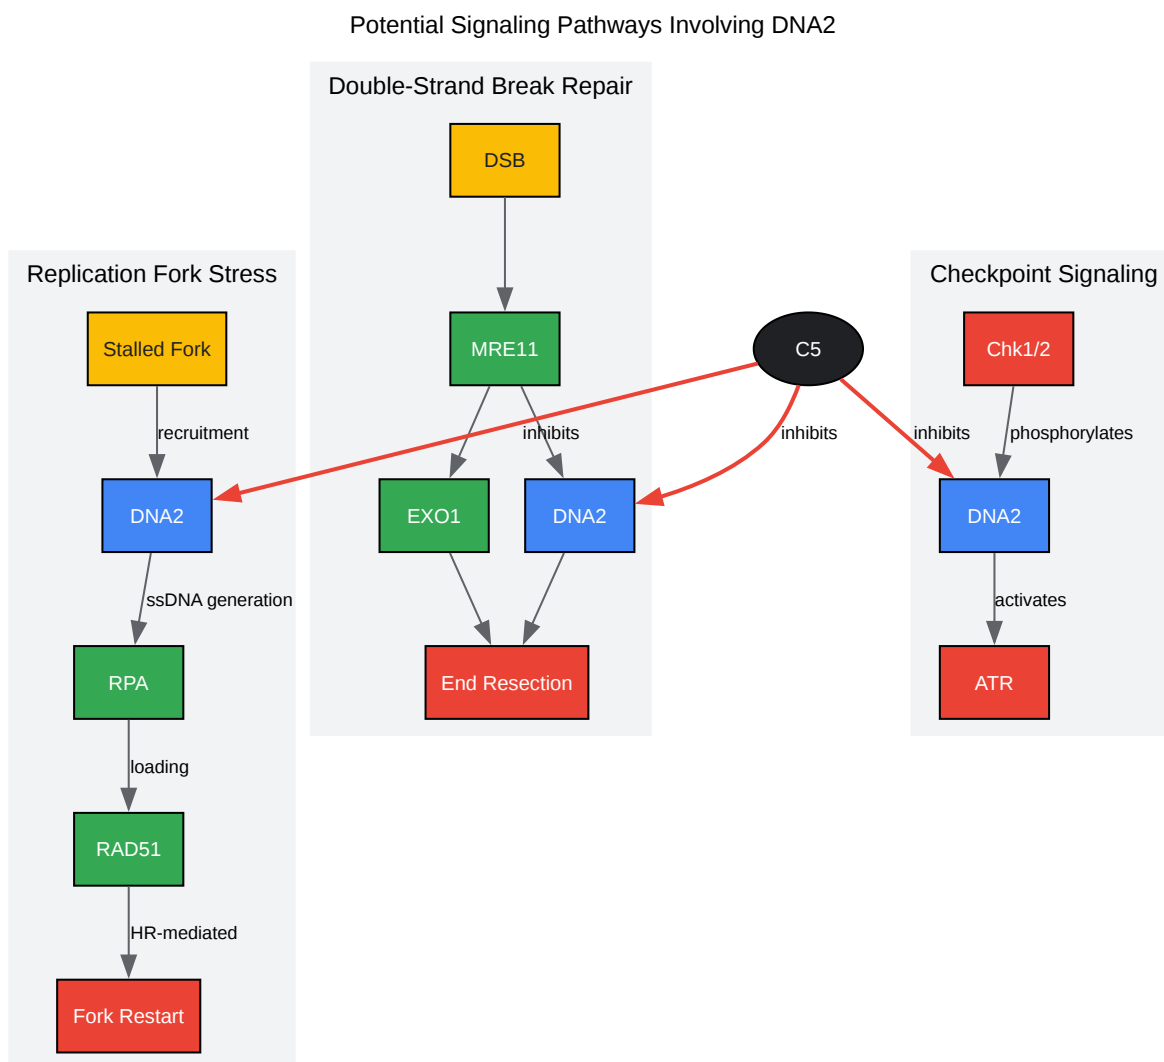 Potential Signaling Pathways Involving DNA2
Double-Strand Break Repair
DSB
Replication Fork Stress
Checkpoint Signaling
Stalled Fork
MRE11
C5
Chk1/2
recruitment
inhibits
inhibits
inhibits
phosphorylates
DNA2
EXO1
DNA2
DNA2
ssDNA generation
activates
RPA
End Resection
ATR
loading
RAD51
HR-mediated
Fork Restart